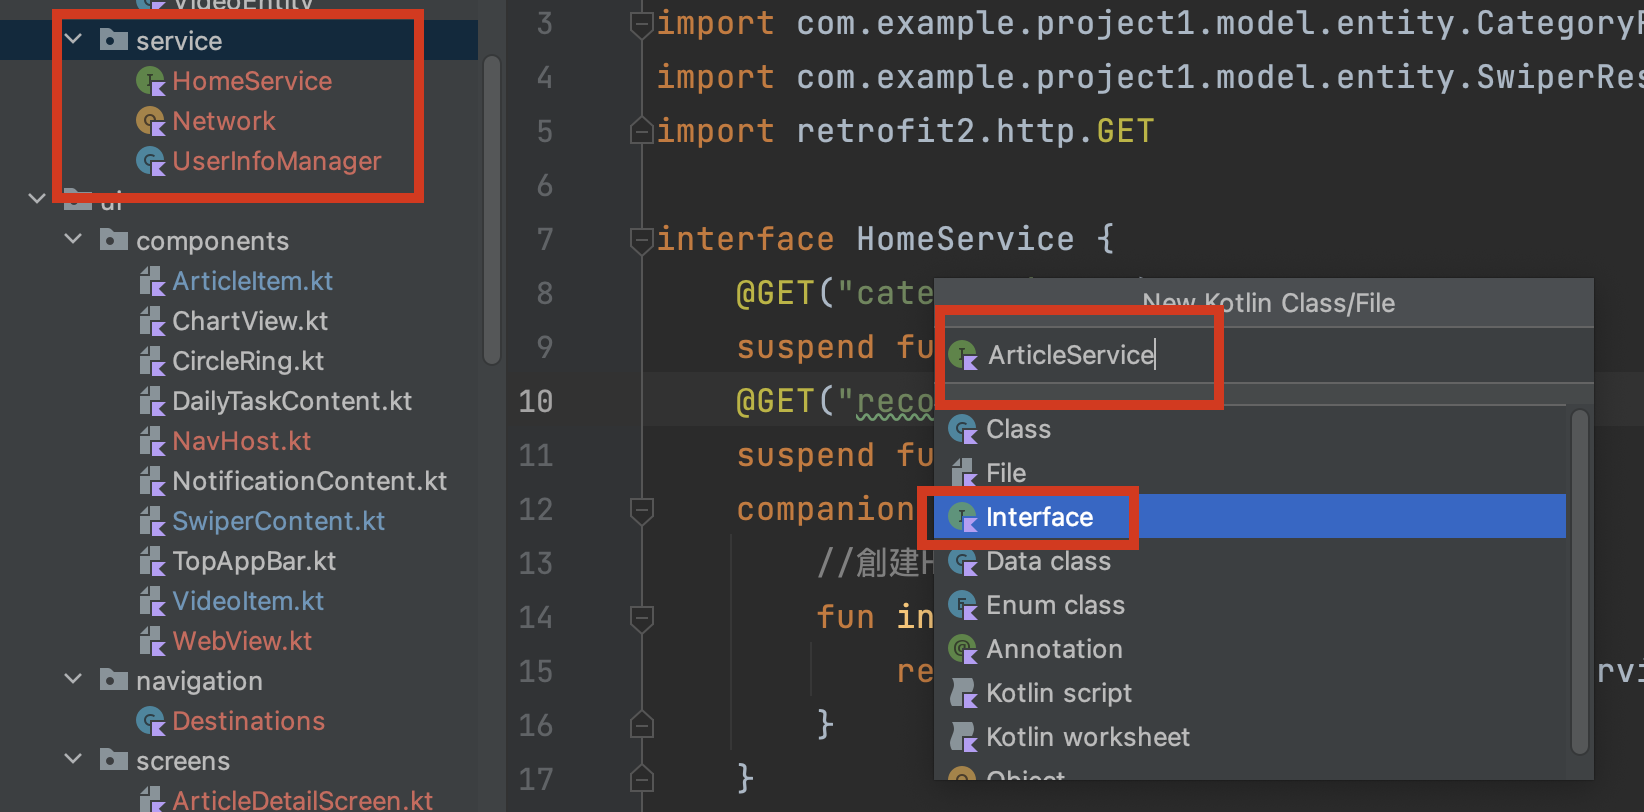 VideoEntity
service
HomeService
Network
UserInfoManager
ui
components
ArticleItem.kt
ChartView.kt
CircleRing.kt
DailyTaskContent.kt
NavHost.kt
NotificationContent.kt
SwiperContent.kt
TopAppBar.kt
VideoItem.kt
WebView.kt
navigation
Destinations
screens
ArticleDetailScreen.kt
3 import com.example.project1.model.entity.Category
4 import com.example.project1.model.entity.SwiperRes
5 import retrofit2.http.GET
6
7 interface HomeService {
8 @GET("cate
9 suspend fu
10 @GET("reco
11 suspend fu
12 companion
13 //創建H
14 fun in
15 re rvi
16 }
17 }
New Kotlin Class/File
ArticleService
Class
File
Interface
Data class
Enum class
Annotation
Kotlin script
Kotlin worksheet
Object